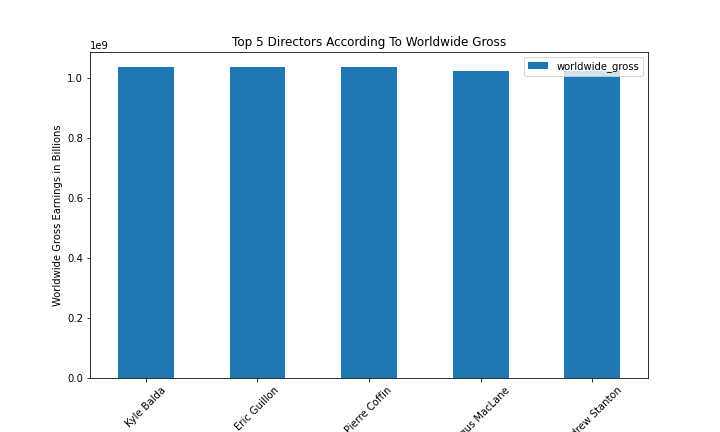 Top 5 Directors According To Worldwide Gross
1e9
worldwide_gross
Worldwide Gross Earnings in Billions
1.0
0.8
0.6
0.4
0.2
0.0
Kyle Balda
Eric Guillon
Pierre Coffin
MacLane
Stanton